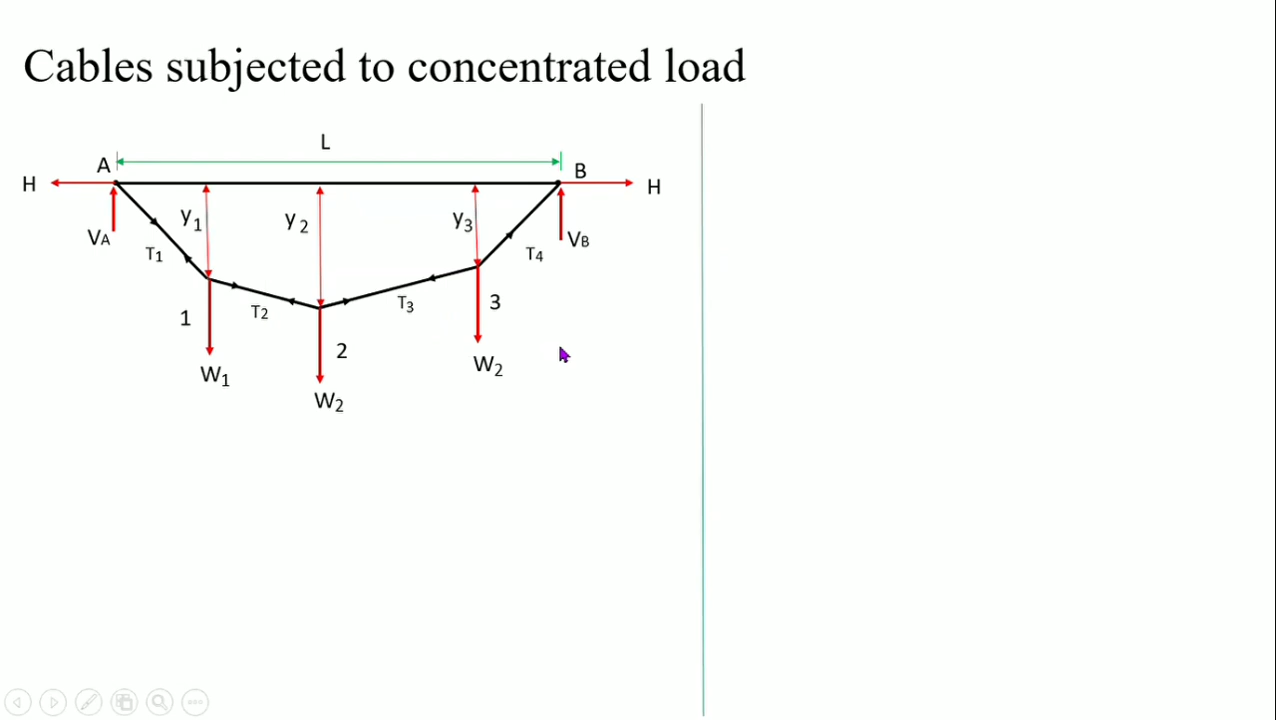 Cables subjected to concentrated load
L
A
B
H
H
y1
y2
y3
VA
VB
T1
T4
T2
T3
1
3
2
W1
W2
W2